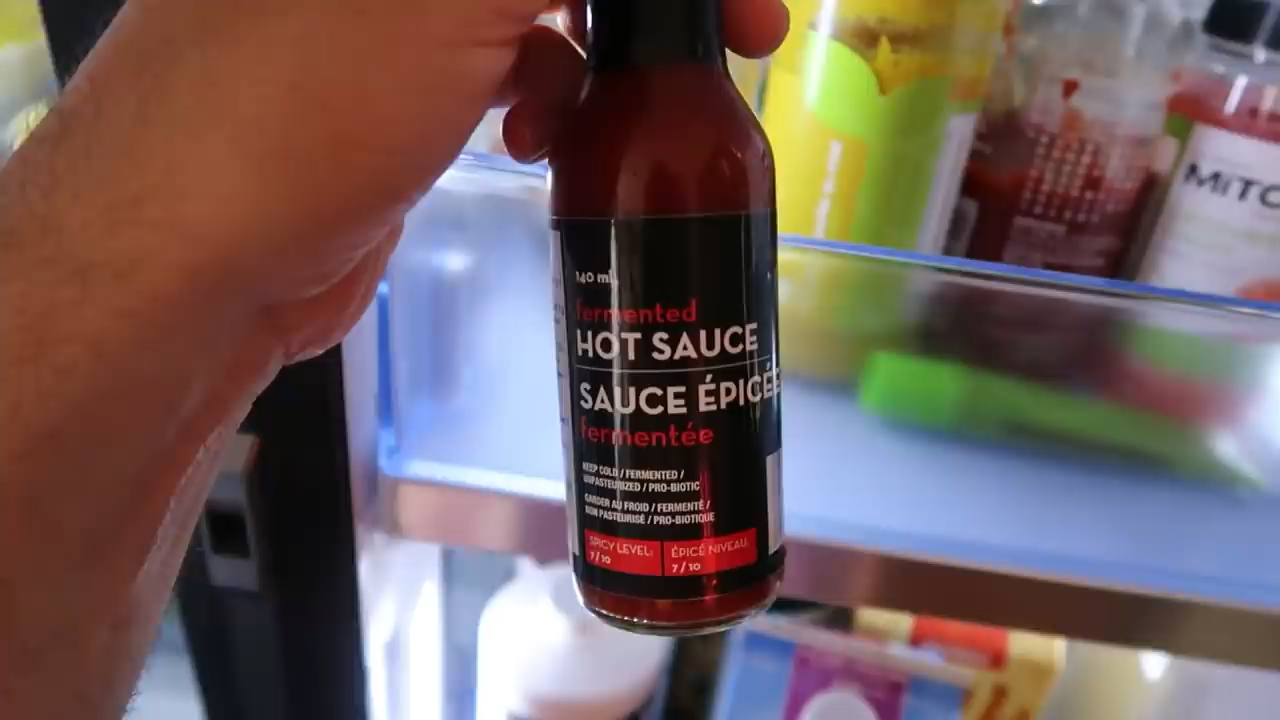 140 ml
fermented
HOT SAUCE
SAUCE ÉPICÉE
fermentée
KEEP COLD / FERMENTED /
UNPASTEURIZED / PRO-BIOTIC
GARDER AU FROID / FERMENTÉ /
NON PASTEURISÉ / PRO-BIOTIQUE
SPICY LEVEL:
7/10
ÉPICÉ NIVEAU:
7/10
MiTC